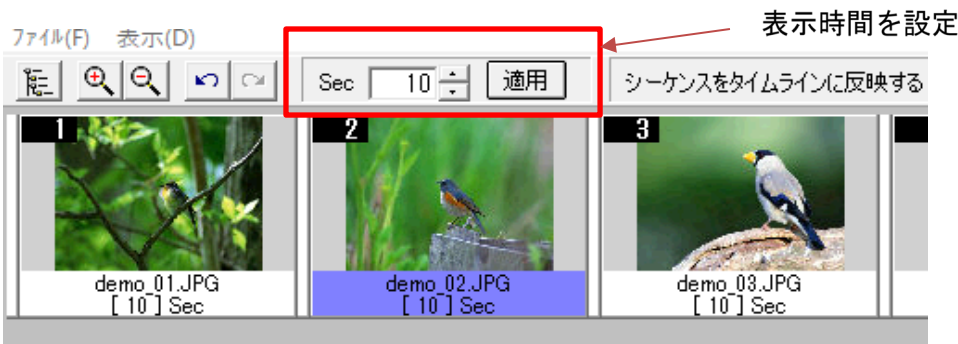 表示時間を設定
ﾌｧｲﾙ(F) 表示(D)
Sec 10 適用 シーケンスをタイムラインに反映する
1 2 3
demo_01.JPG demo_02.JPG demo_03.JPG
[ 10 ] Sec [ 10 ] Sec [ 10 ] Sec